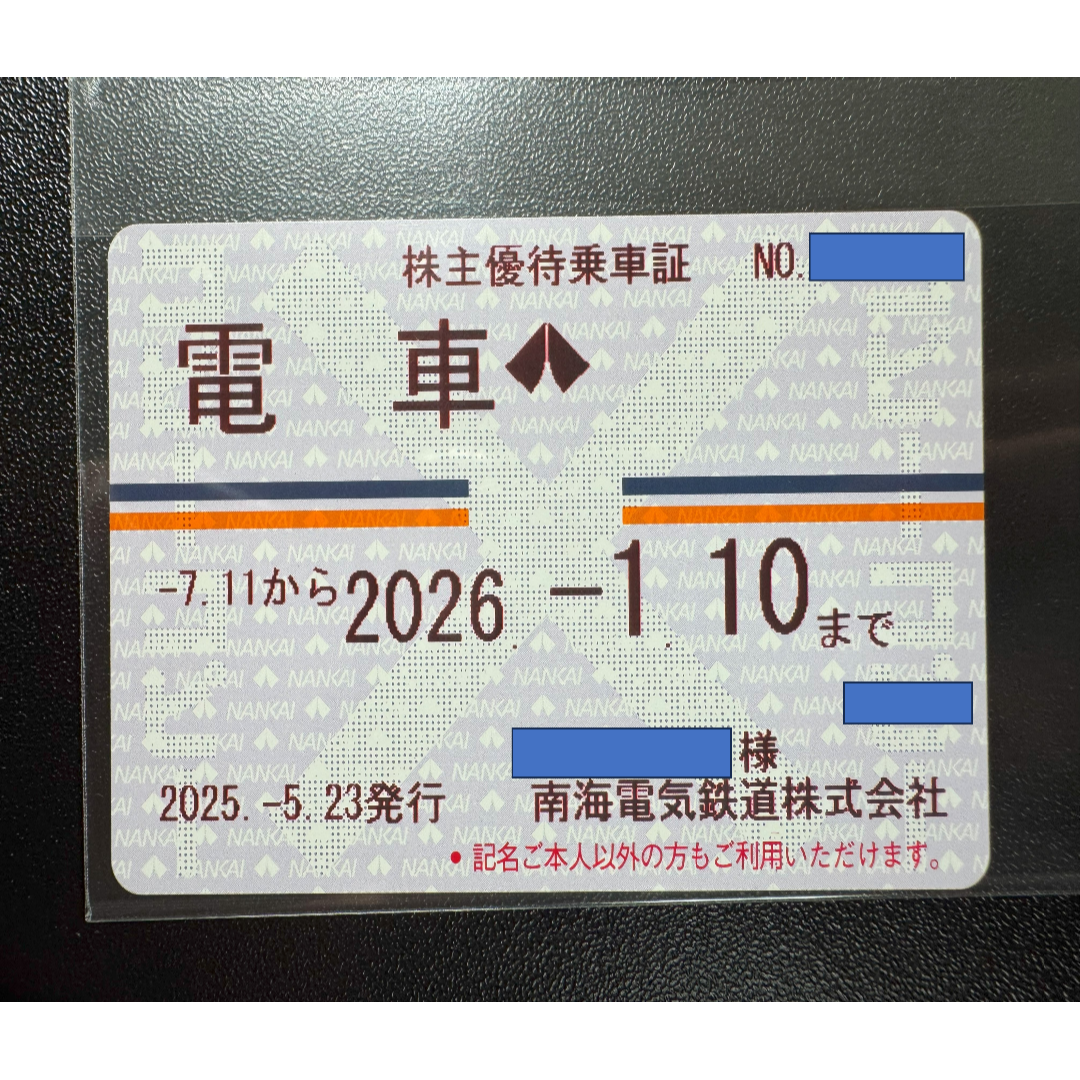 株主優待乗車証 NO.
電 車
-7.11から2026.-1.10まで
様
2025.-5.23発行 南海電気鉄道株式会社
● 記名ご本人以外の方もご利用いただけます。
NANKAI